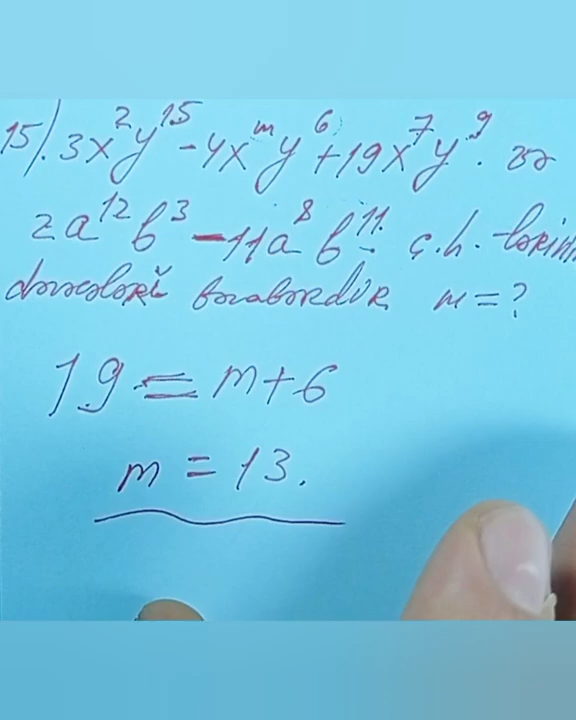 15). 3x²y¹⁵ - 4xᵐy⁶ + 19x⁷y⁹. və
2a¹²b³ - 11a⁸b¹¹. ç.h.-lərin
dərəcələri bərabərdir. m = ?
19 = m + 6
m = 13.